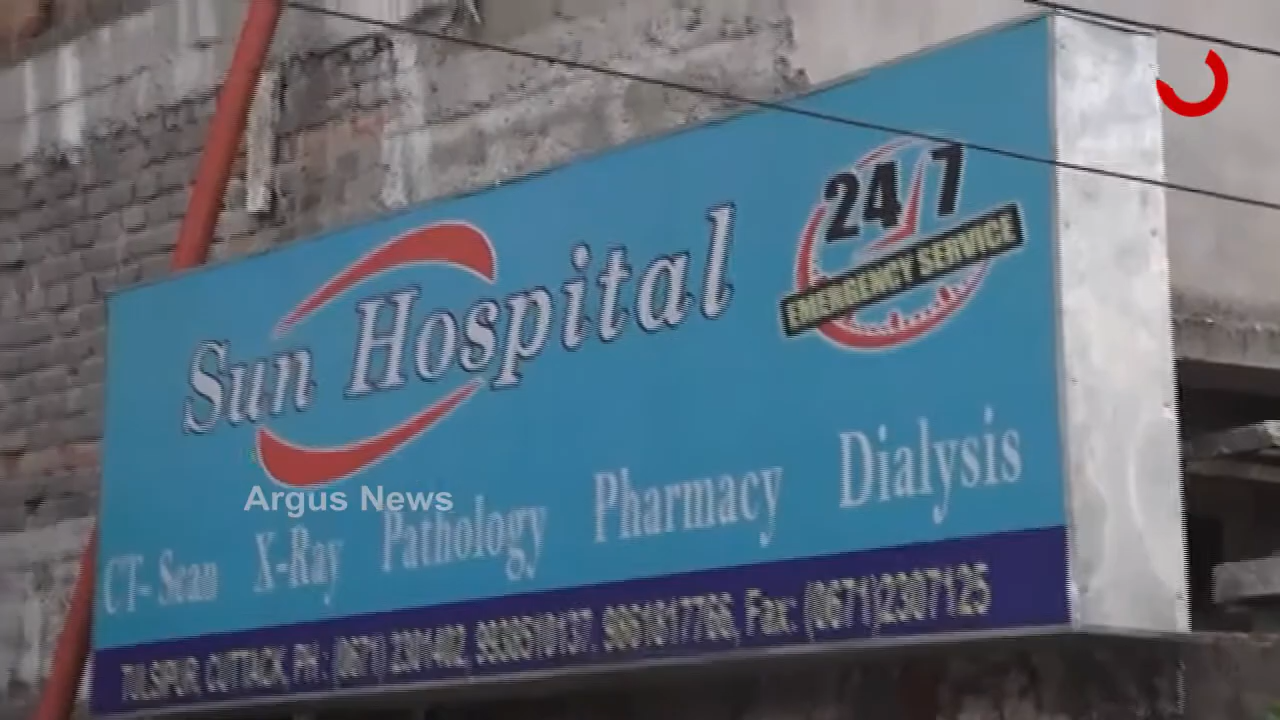 24/7
EMERGENCY SERVICE
Sun Hospital
Argus News
CT-Scan X-Ray Pathology Pharmacy Dialysis
TULSIPUR, CUTTACK, PH : (0671) Fax: (0671)2307125